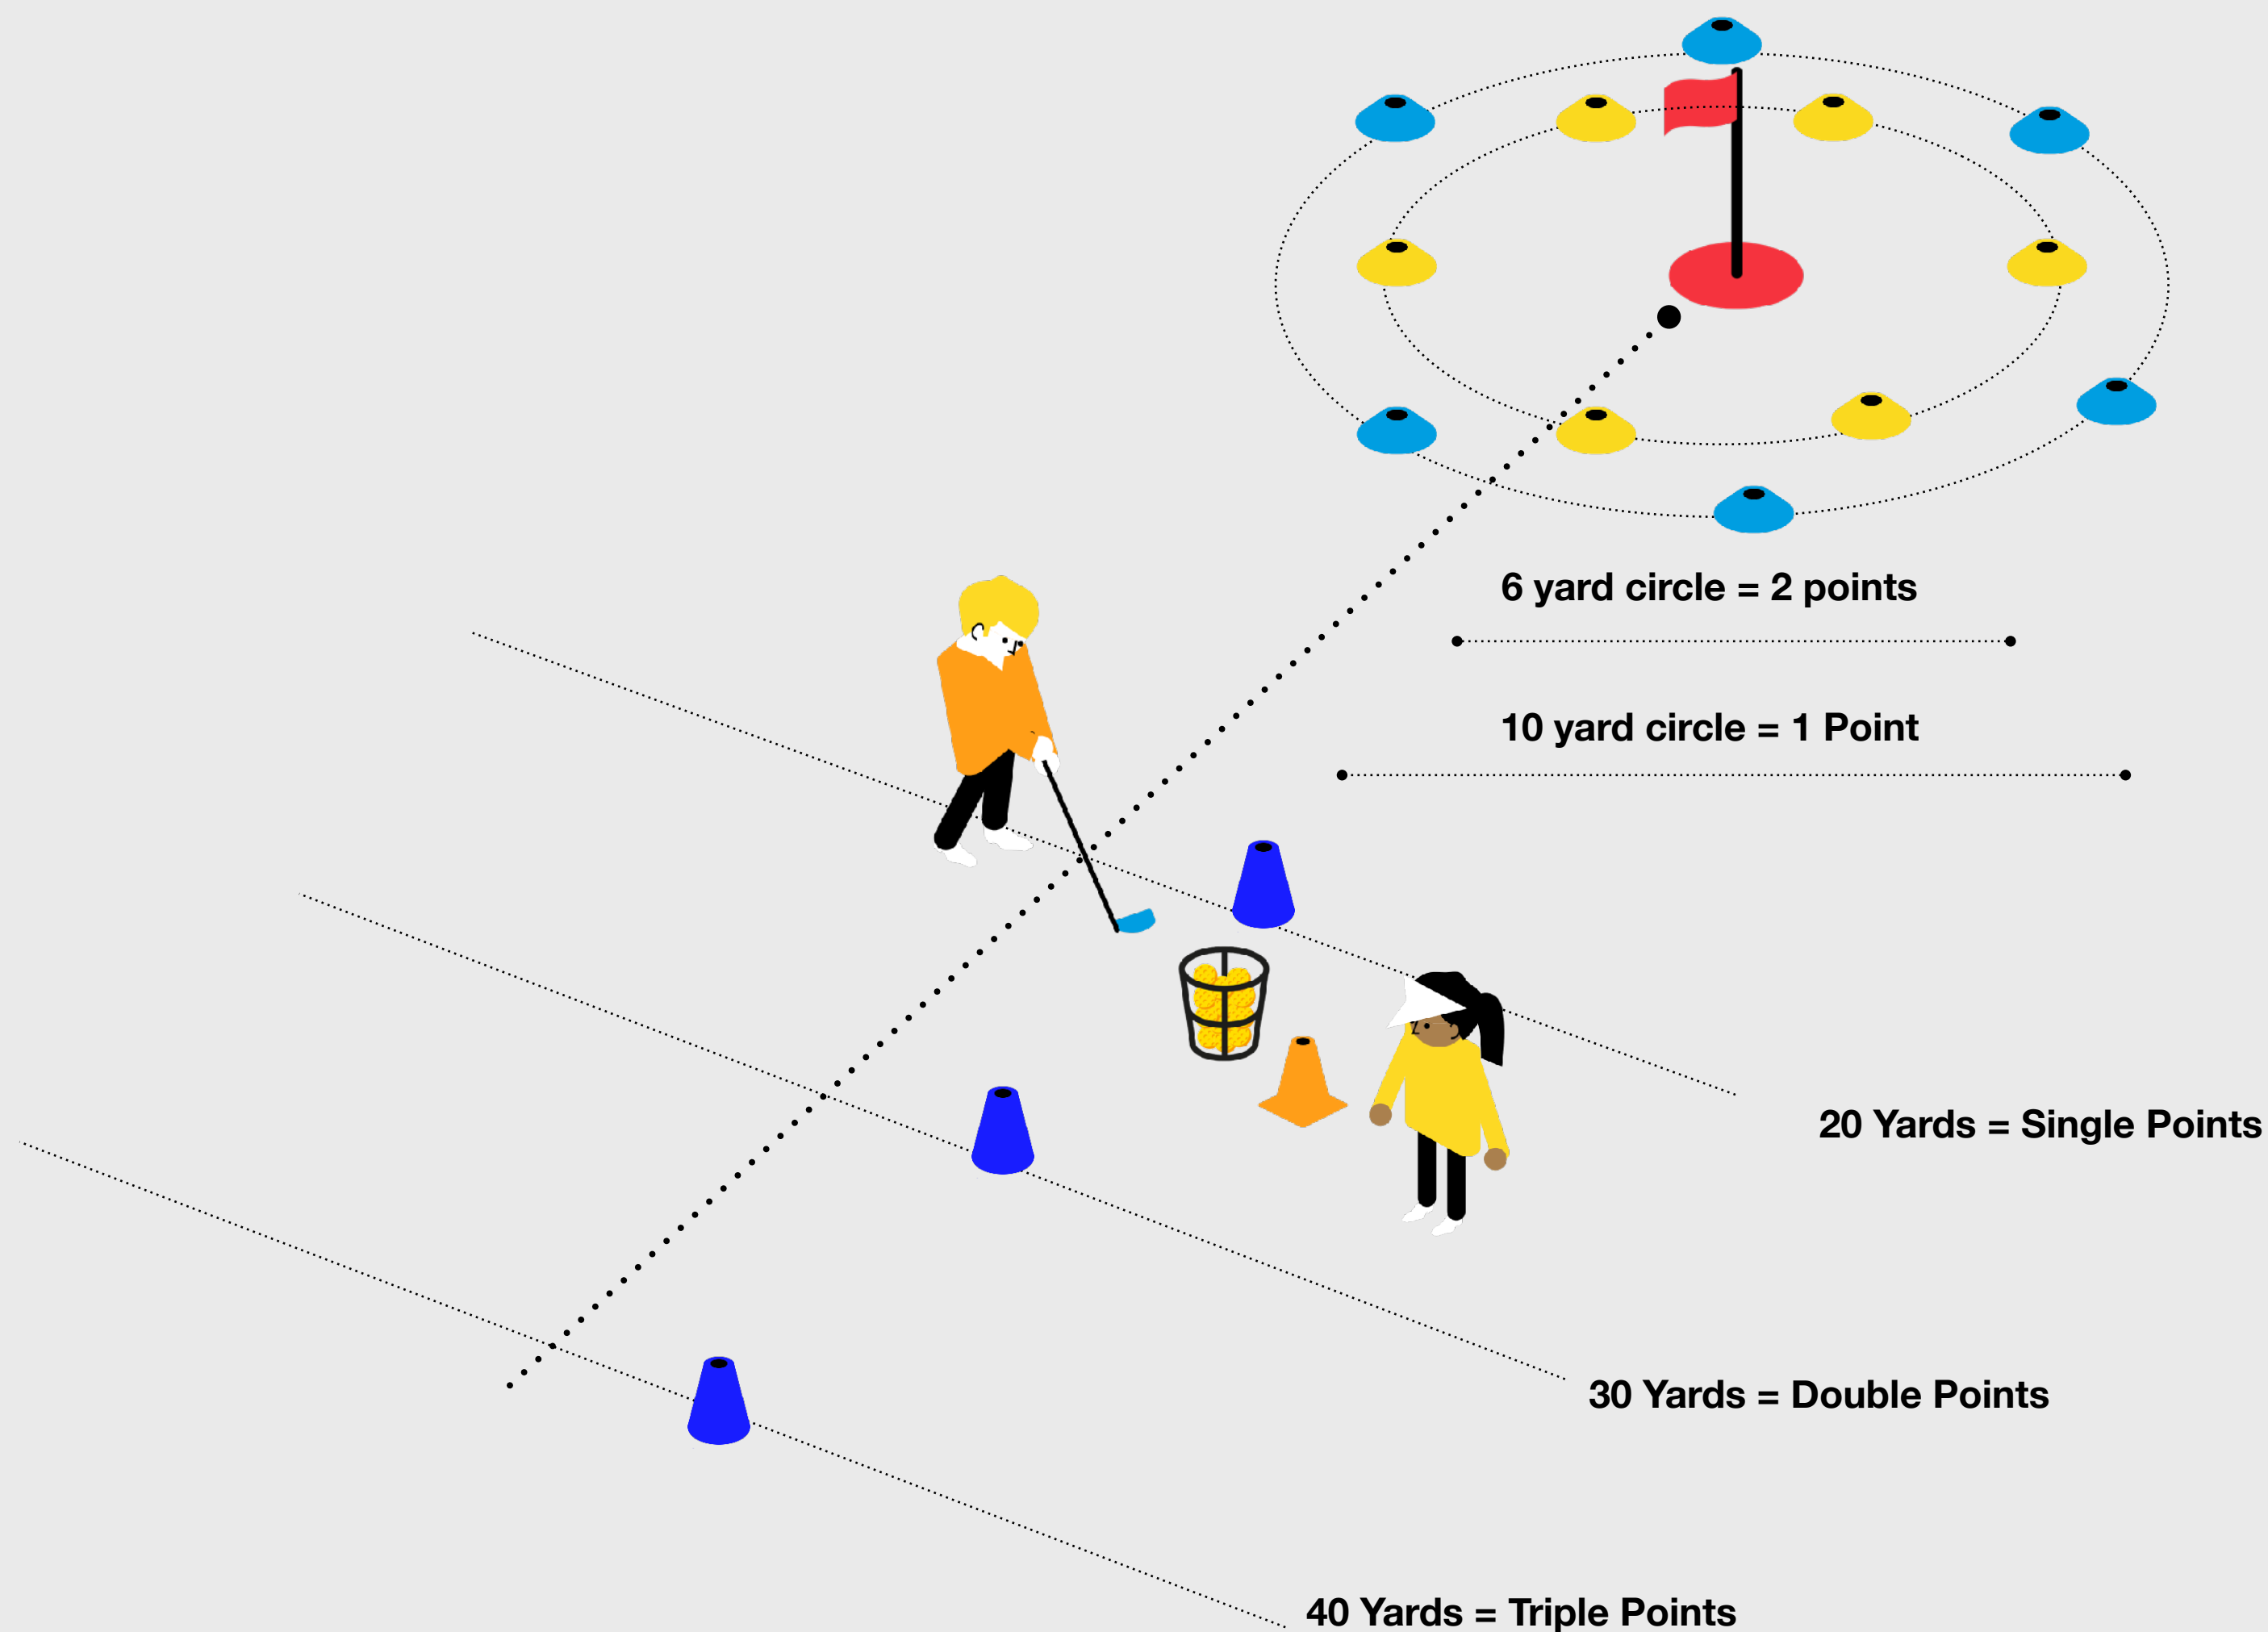 6 yard circle = 2 points
10 yard circle = 1 Point
20 Yards = Single Points
30 Yards = Double Points
40 Yards = Triple Points